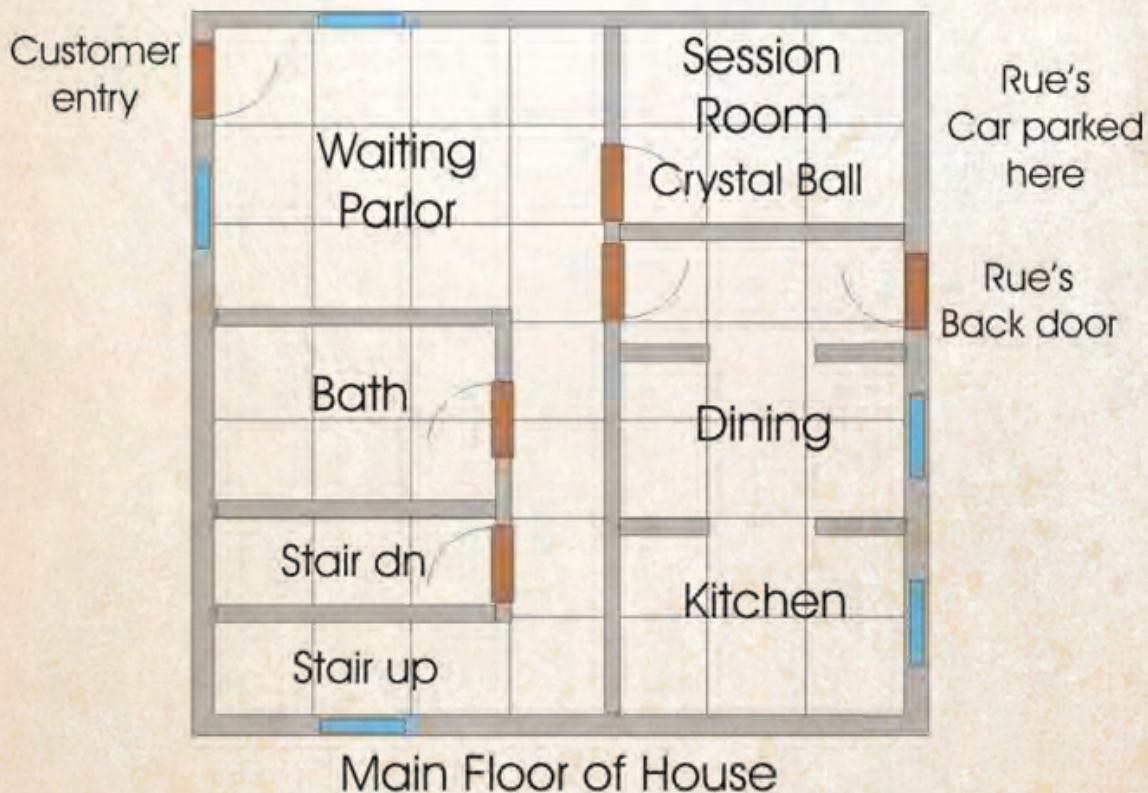 Customer
entry
Waiting
Parlor
Session
Room
Crystal Ball
Rue's
Car parked
here
Rue's
Back door
Bath
Dining
Stair dn
Kitchen
Stair up
Main Floor of House